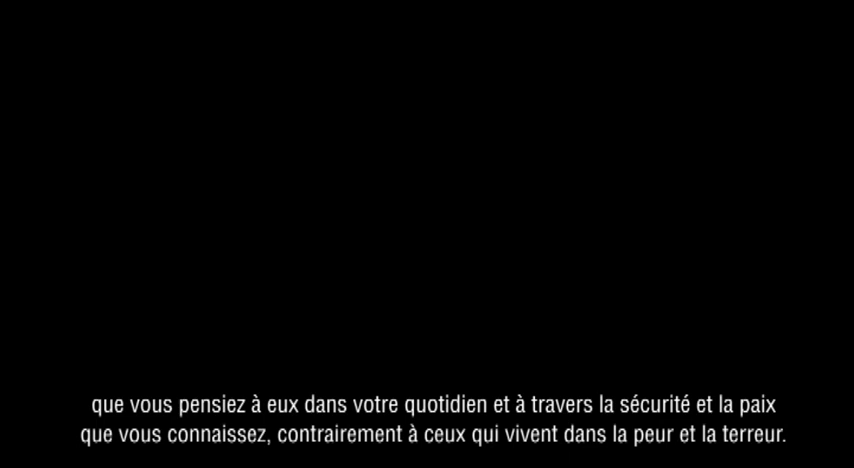 que vous pensiez à eux dans votre quotidien et à travers la sécurité et la paix
que vous connaissez, contrairement à ceux qui vivent dans la peur et la terreur.